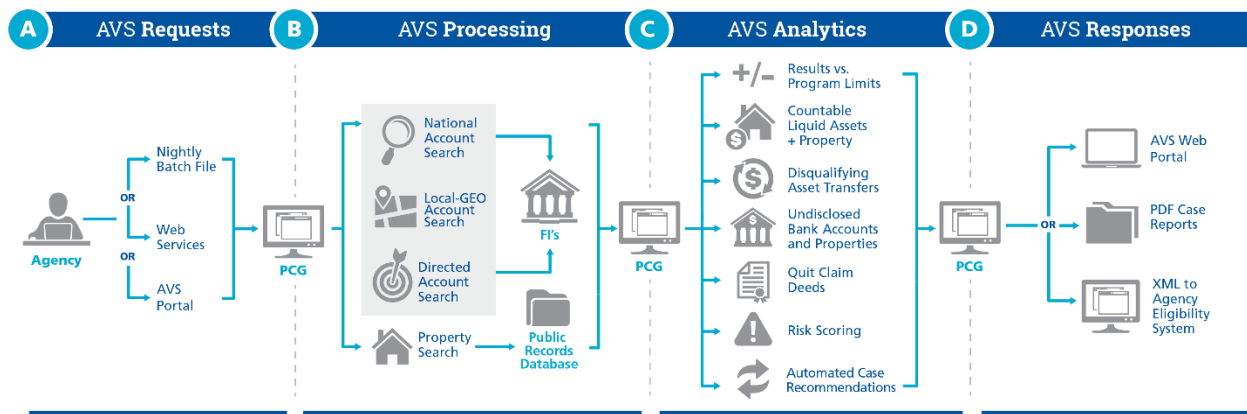 A
AVS Requests
B
AVS Processing
C
AVS Analytics
D
AVS Responses
Agency
OR
OR
Nightly
Batch File
Web
Services
AVS
Portal
PCG
National
Account
Search
Local-GEO
Account
Search
Directed
Account
Search
FI's
Property
Search
Public
Records
Database
PCG
+/-
Results vs.
Program Limits
$
Countable
Liquid Assets
+ Property
$
Disqualifying
Asset Transfers
$
Undisclosed
Bank Accounts
and Properties
Quit Claim
Deeds
Risk Scoring
Automated Case
Recommendations
PCG
OR
AVS Web
Portal
PDF Case
Reports
XML to
Agency
Eligibility
System